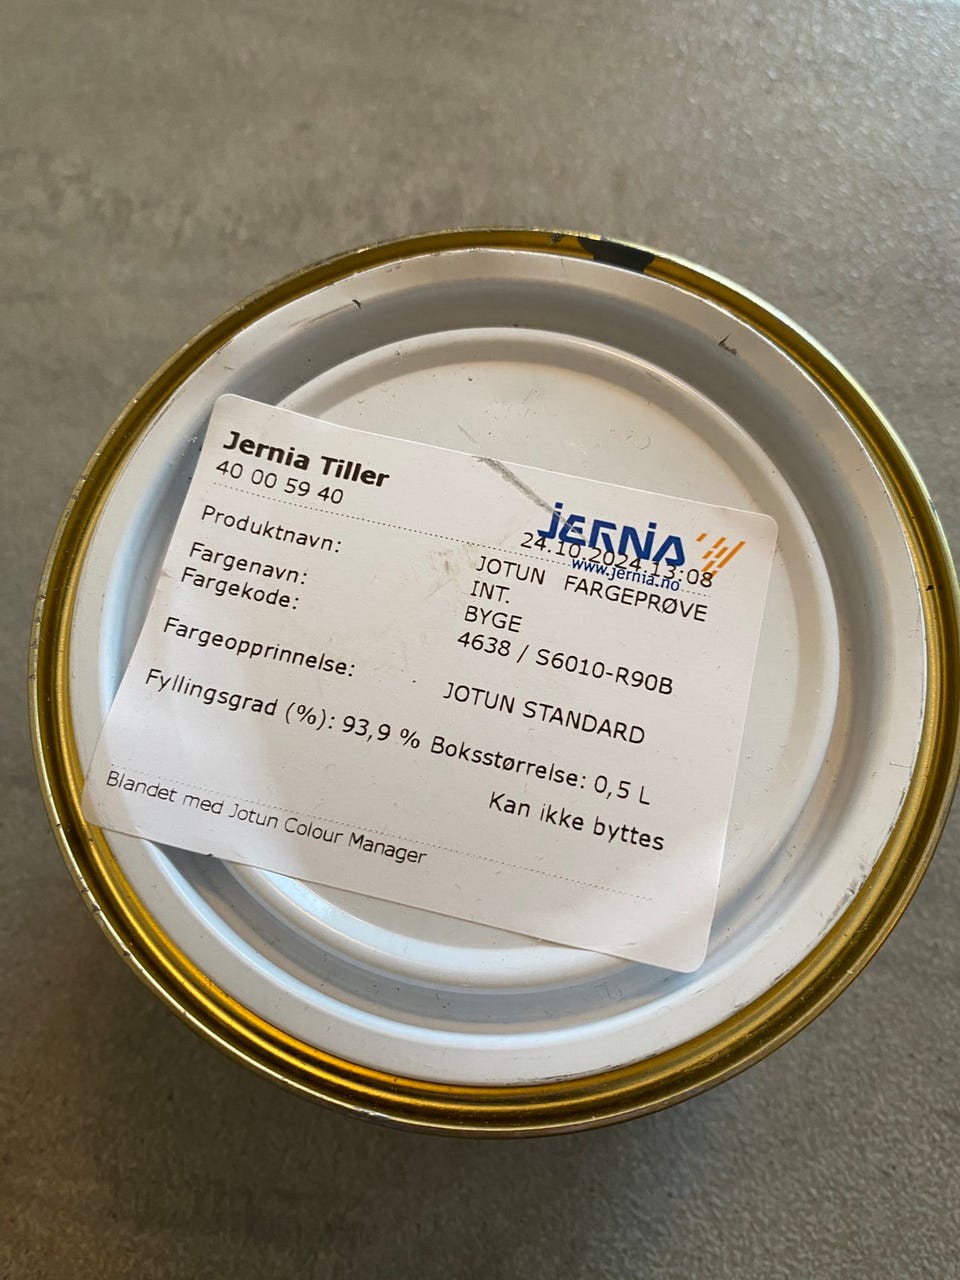 Jernia Tiller
40 00 59 40
JERNIA
24.10.2024 13:08
www.jernia.no
Produktnavn: JOTUN FARGEPRØVE
INT.
Fargenavn: BYGE
Fargekode: 4638 / S6010-R90B
Fargeopprinnelse: JOTUN STANDARD
Fyllingsgrad (%): 93,9 % Boksstørrelse: 0,5 L
Kan ikke byttes
Blandet med Jotun Colour Manager